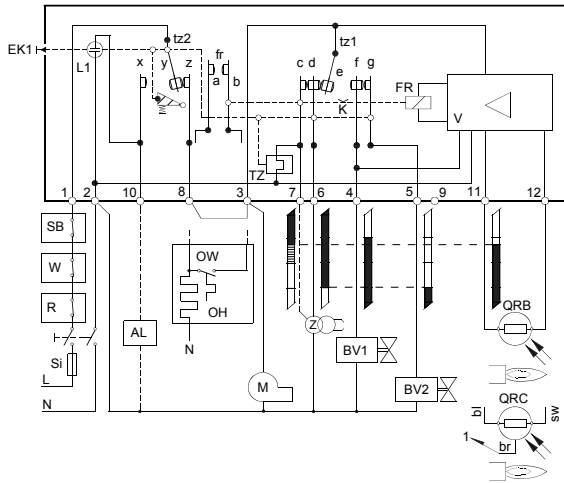 tz2
EK1
L1
x
y
z
fr
a
b
tz1
c
d
e
f
g
K
FR
V
TZ
1
2
10
8
3
7
6
4
5
9
11
12
SB
W
R
Si
L
N
AL
OW
OH
N
M
Z
BV1
BV2
QRB
QRC
bl
sw
br
1